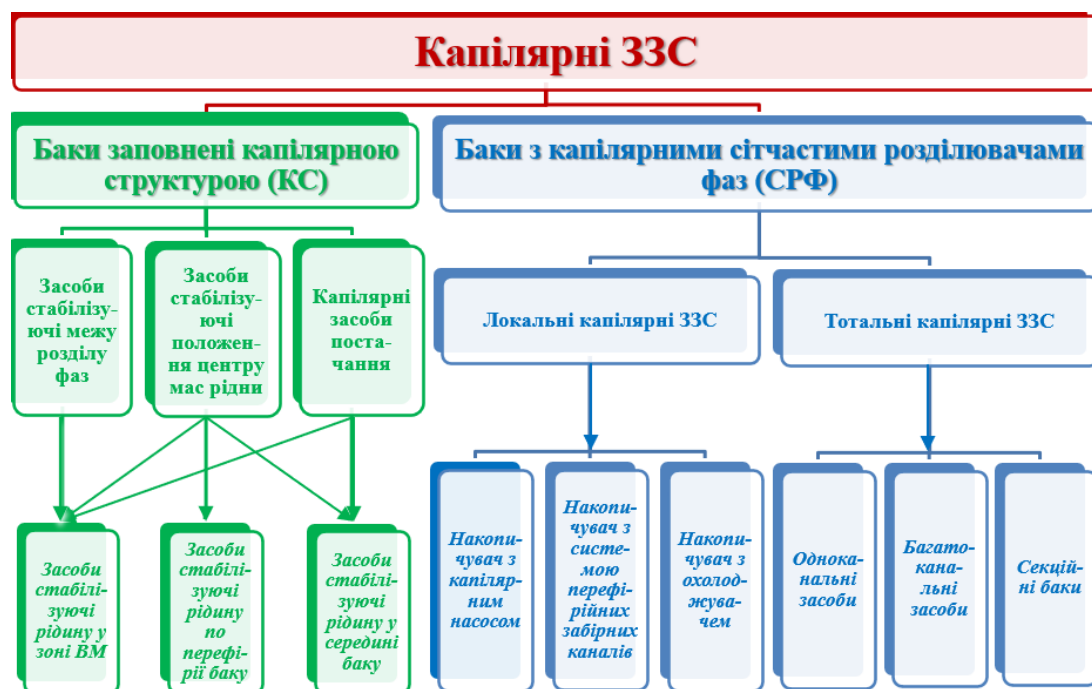 Капілярні ЗЗС
Баки заповнені капілярною
структурою (КС)
Баки з капілярними сітчастими розділювачами
фаз (СРФ)
Засоби
стабілізу-
ючі межу
розділу
фаз
Засоби
стабілізу-
ючі
положен-
ня центру
мас рідни
Капілярні
засоби
поста-
чання
Локальні капілярні ЗЗС
Тотальні капілярні ЗЗС
Засоби
стабілі-
зуючі
рідину у
зоні ВМ
Засоби
стабілі-
зуючі
рідину
по
перефі-
рії баку
Засоби
стабілі-
зуючі
рідину у
середині
баку
Накопи-
чувач з
капіляр-
ним
насосом
Накопи-
чувач з
систе-
мою
перефі-
рійних
забірних
каналів
Накопи-
чувач з
охолод-
жува-
чем
Однока-
нальні
засоби
Багато-
кана-
льні
засоби
Секцій-
ні баки